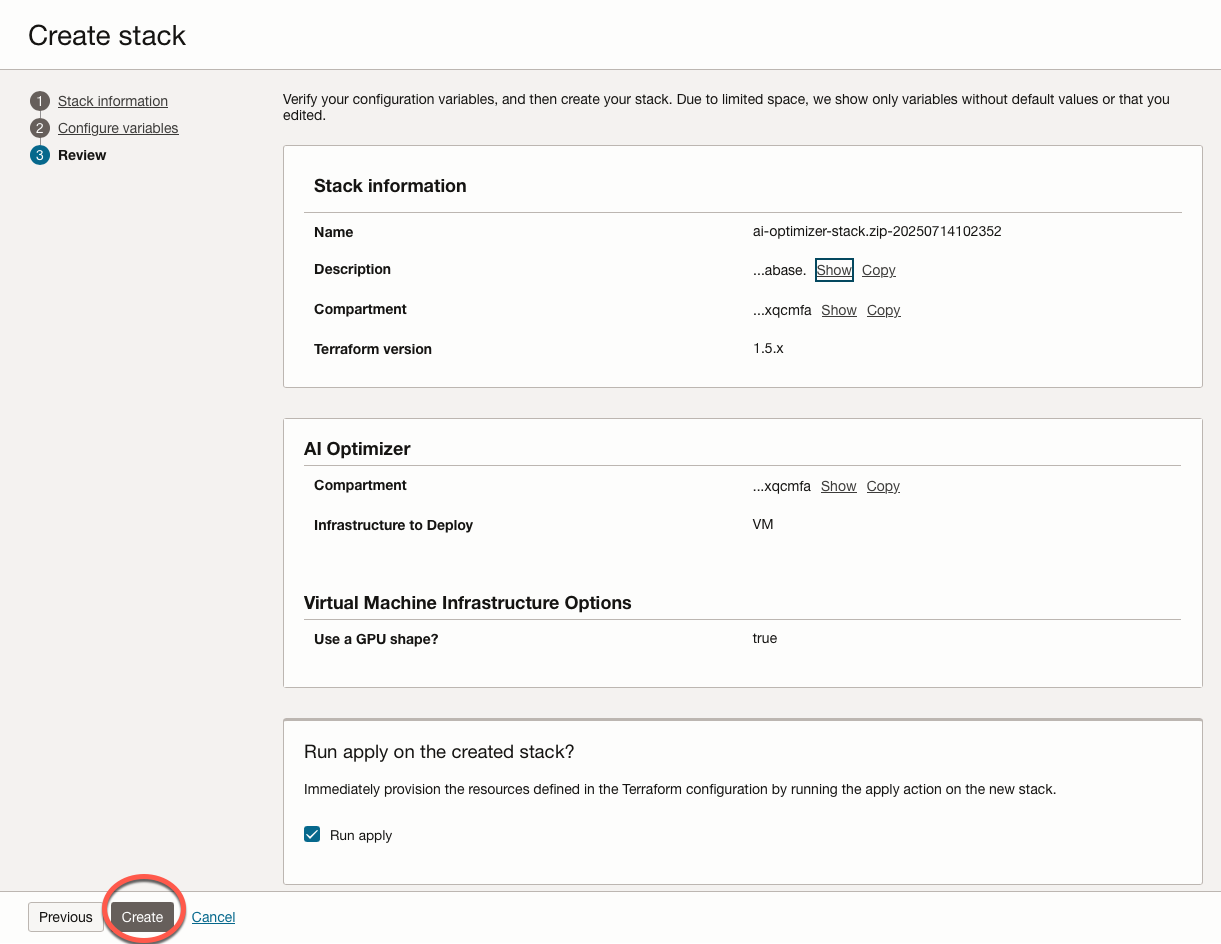 Create stack
1 Stack information
2 Configure variables
3 Review
Verify your configuration variables, and then create your stack. Due to limited space, we show only variables without default values or that you
edited.
Stack information
Name ai-optimizer-stack.zip-20250714102352
Description ...abase. Show Copy
Compartment ...xqcmfa Show Copy
Terraform version 1.5.x
AI Optimizer
Compartment ...xqcmfa Show Copy
Infrastructure to Deploy VM
Virtual Machine Infrastructure Options
Use a GPU shape? true
Run apply on the created stack?
Immediately provision the resources defined in the Terraform configuration by running the apply action on the new stack.
Run apply
Previous Create Cancel